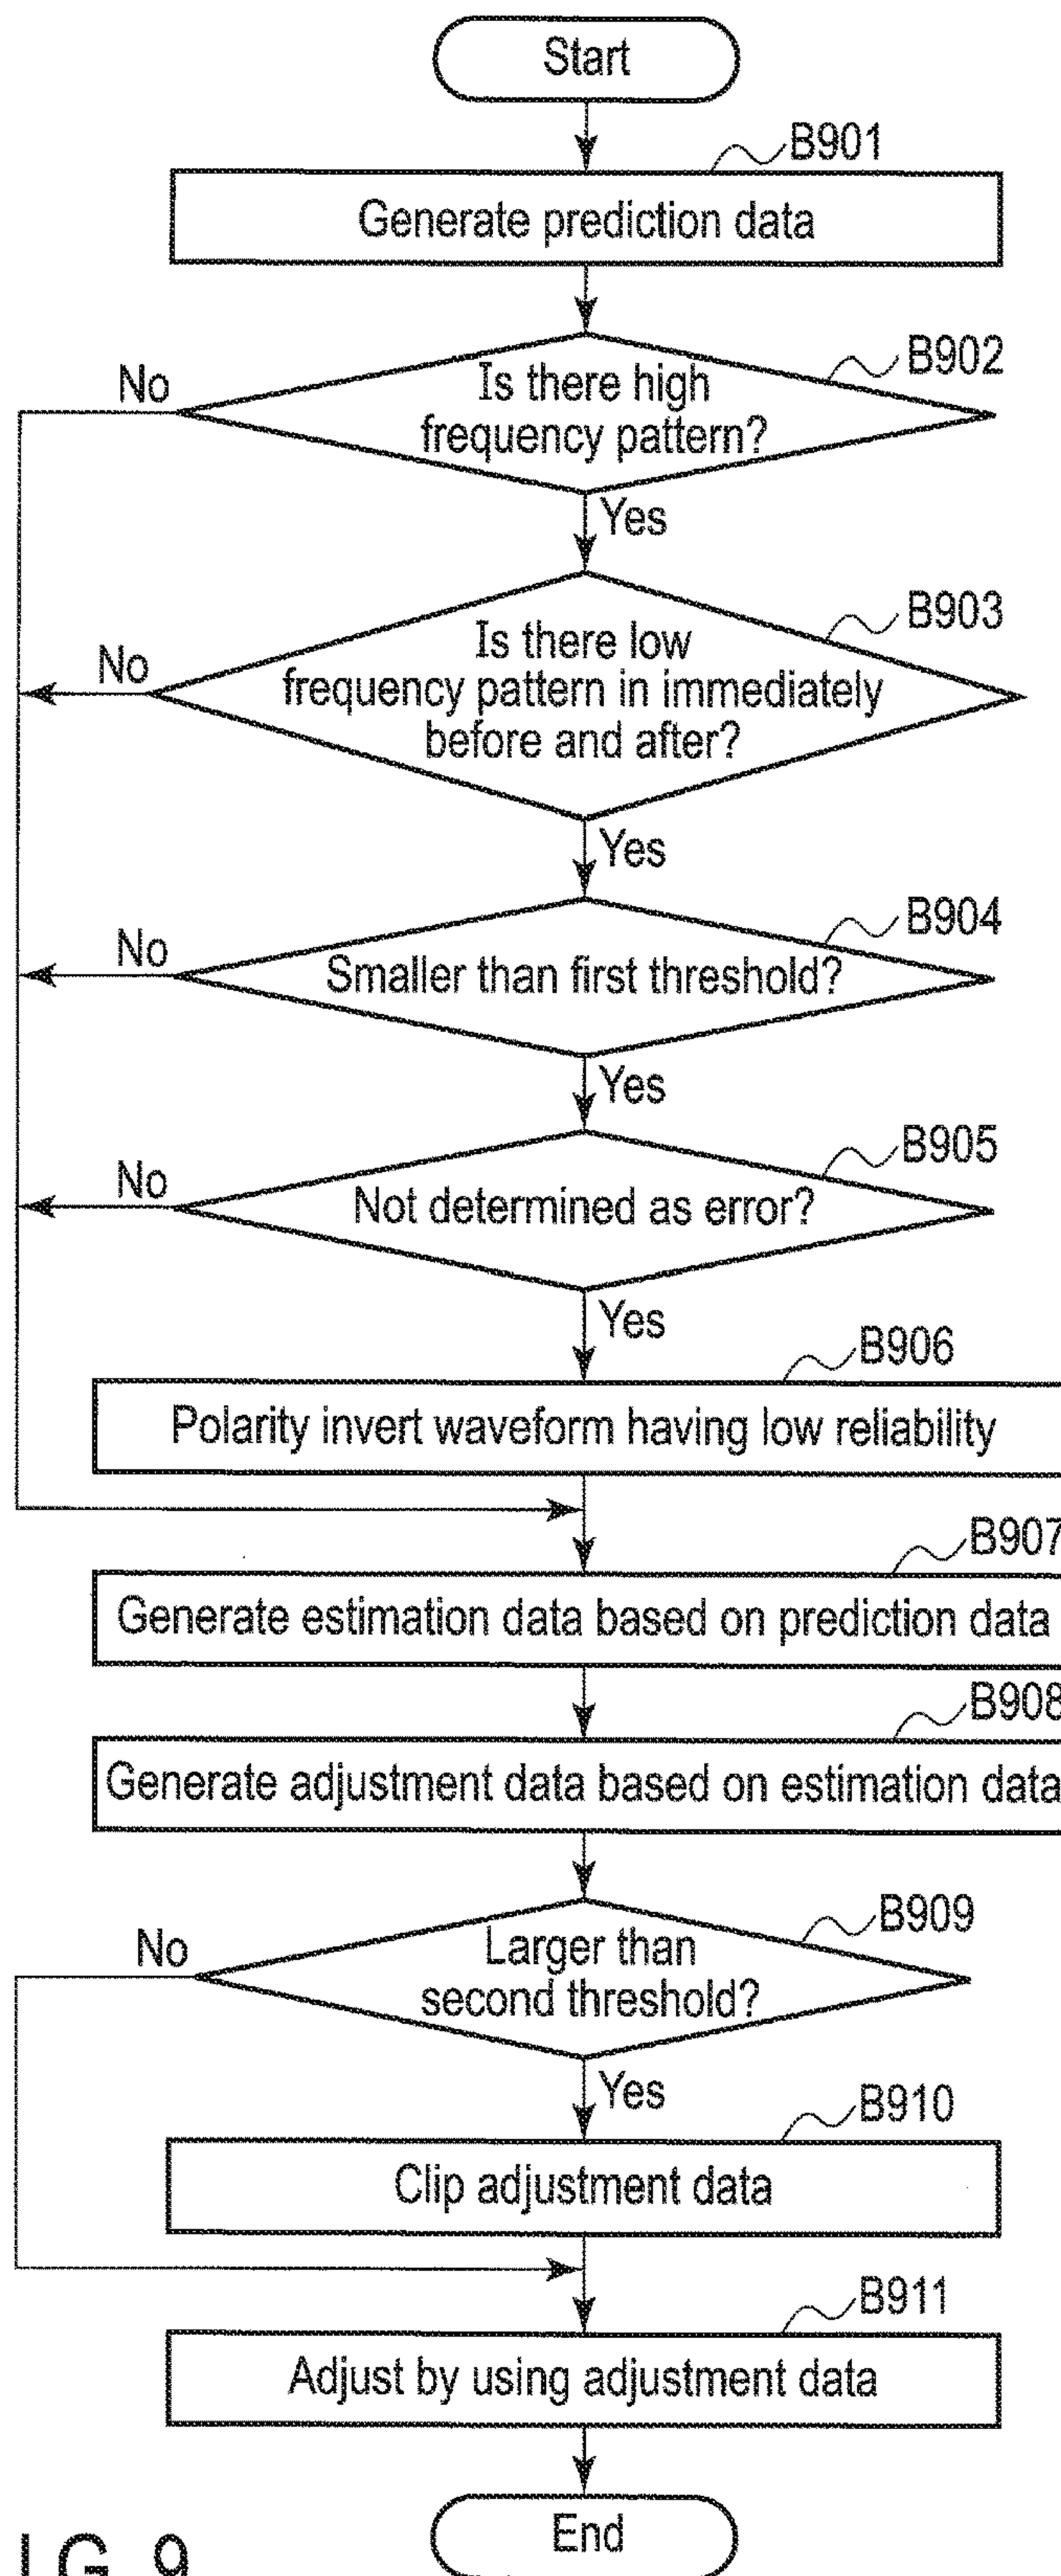 Start
B901
Generate prediction data
B902
No
Is there high
frequency pattern?
Yes
B903
Is there low
No
frequency pattern in immediately
before and after?
Yes
B904
No
Smaller than first threshold?
Yes
B905
No
Not determined as error?
Yes
B906
Polarity invert waveform having low reliability
B907
Generate estimation data based on prediction data
B908
Generate adjustment data based on estimation data
B909
No
Larger than
second threshold?
Yes
B910
Clip adjustment data
B911
Adjust by using adjustment data
End
IG. 9